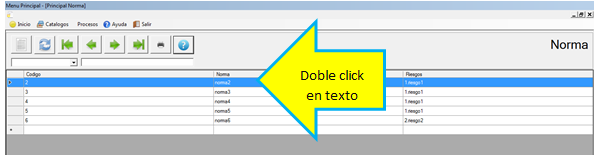 Menu Principal - [Principal Norma]
Inicio Catalogos Procesos Ayuda Salir
Norma
Codigo Norma Riesgos
2 norma2 1.riesgo1
3 norma3 1.riesgo1
4 norma4 1.riesgo1
5 norma5 1.riesgo1
6 norma6 2.riesgo2
Doble click
en texto